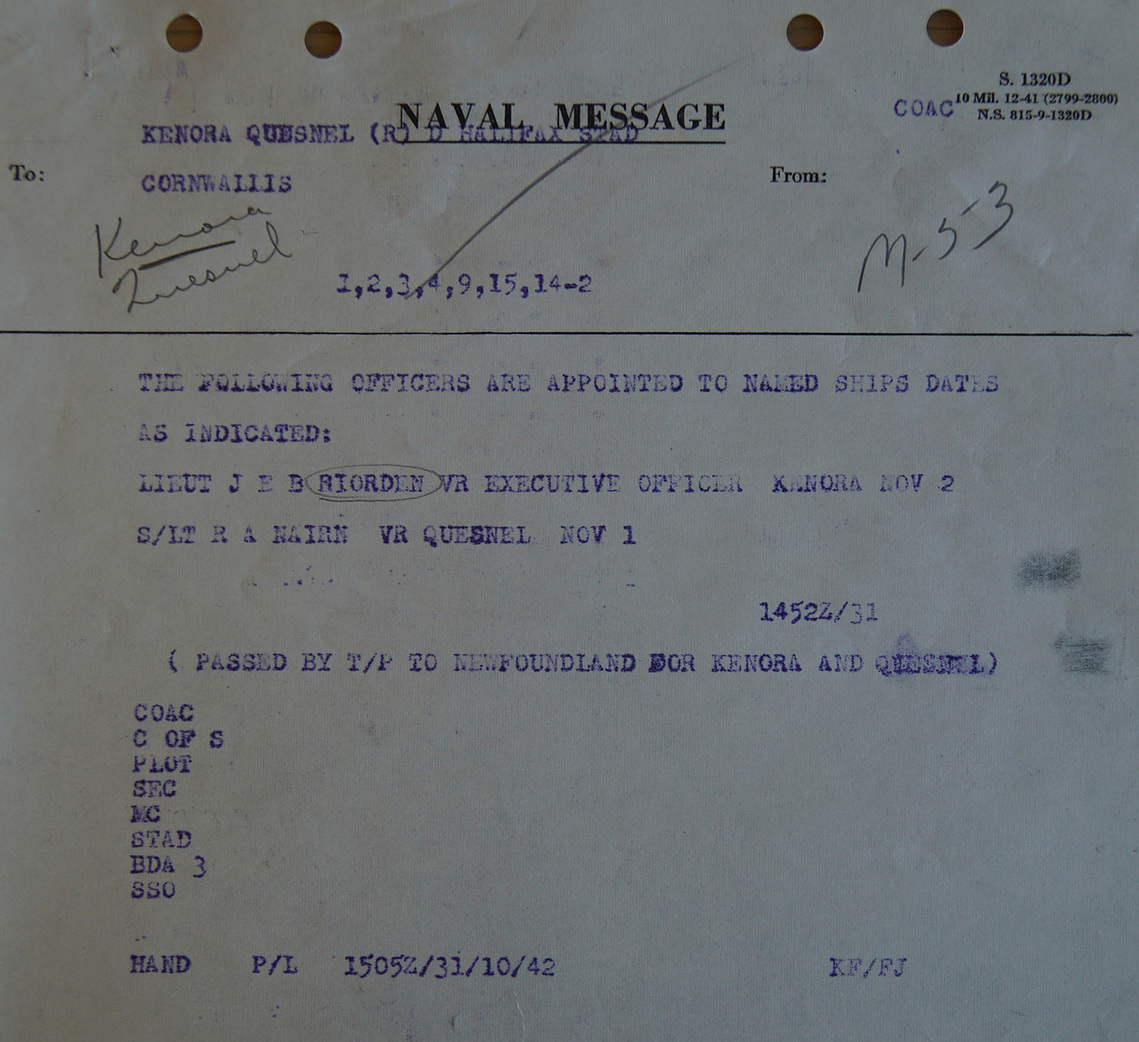 S. 1320D
10 Mil. 12-41 (2799-2800)
N.S. 815-9-1320D
NAVAL MESSAGE
COAC
KENORA QUESNEL (R) D HALIFAX STAD
To:
From:
CORNWALLIS
Kenora
Quesnel
M-53
1,2,3,4,9,15,14-2
THE FOLLOWING OFFICERS ARE APPOINTED TO NAMED SHIPS DATES
AS INDICATED:
LIEUT J E B RIORDEN VR EXECUTIVE OFFICER KENORA NOV 2
S/LT R A NAIRN VR QUESNEL NOV 1
1452Z/31
( PASSED BY T/P TO NEWFOUNDLAND FOR KENORA AND QUESNEL)
COAC
C OF S
PLOT
SEC
MC
STAD
BDA 3
SSO
HAND P/L 1505Z/31/10/42 KF/FJ